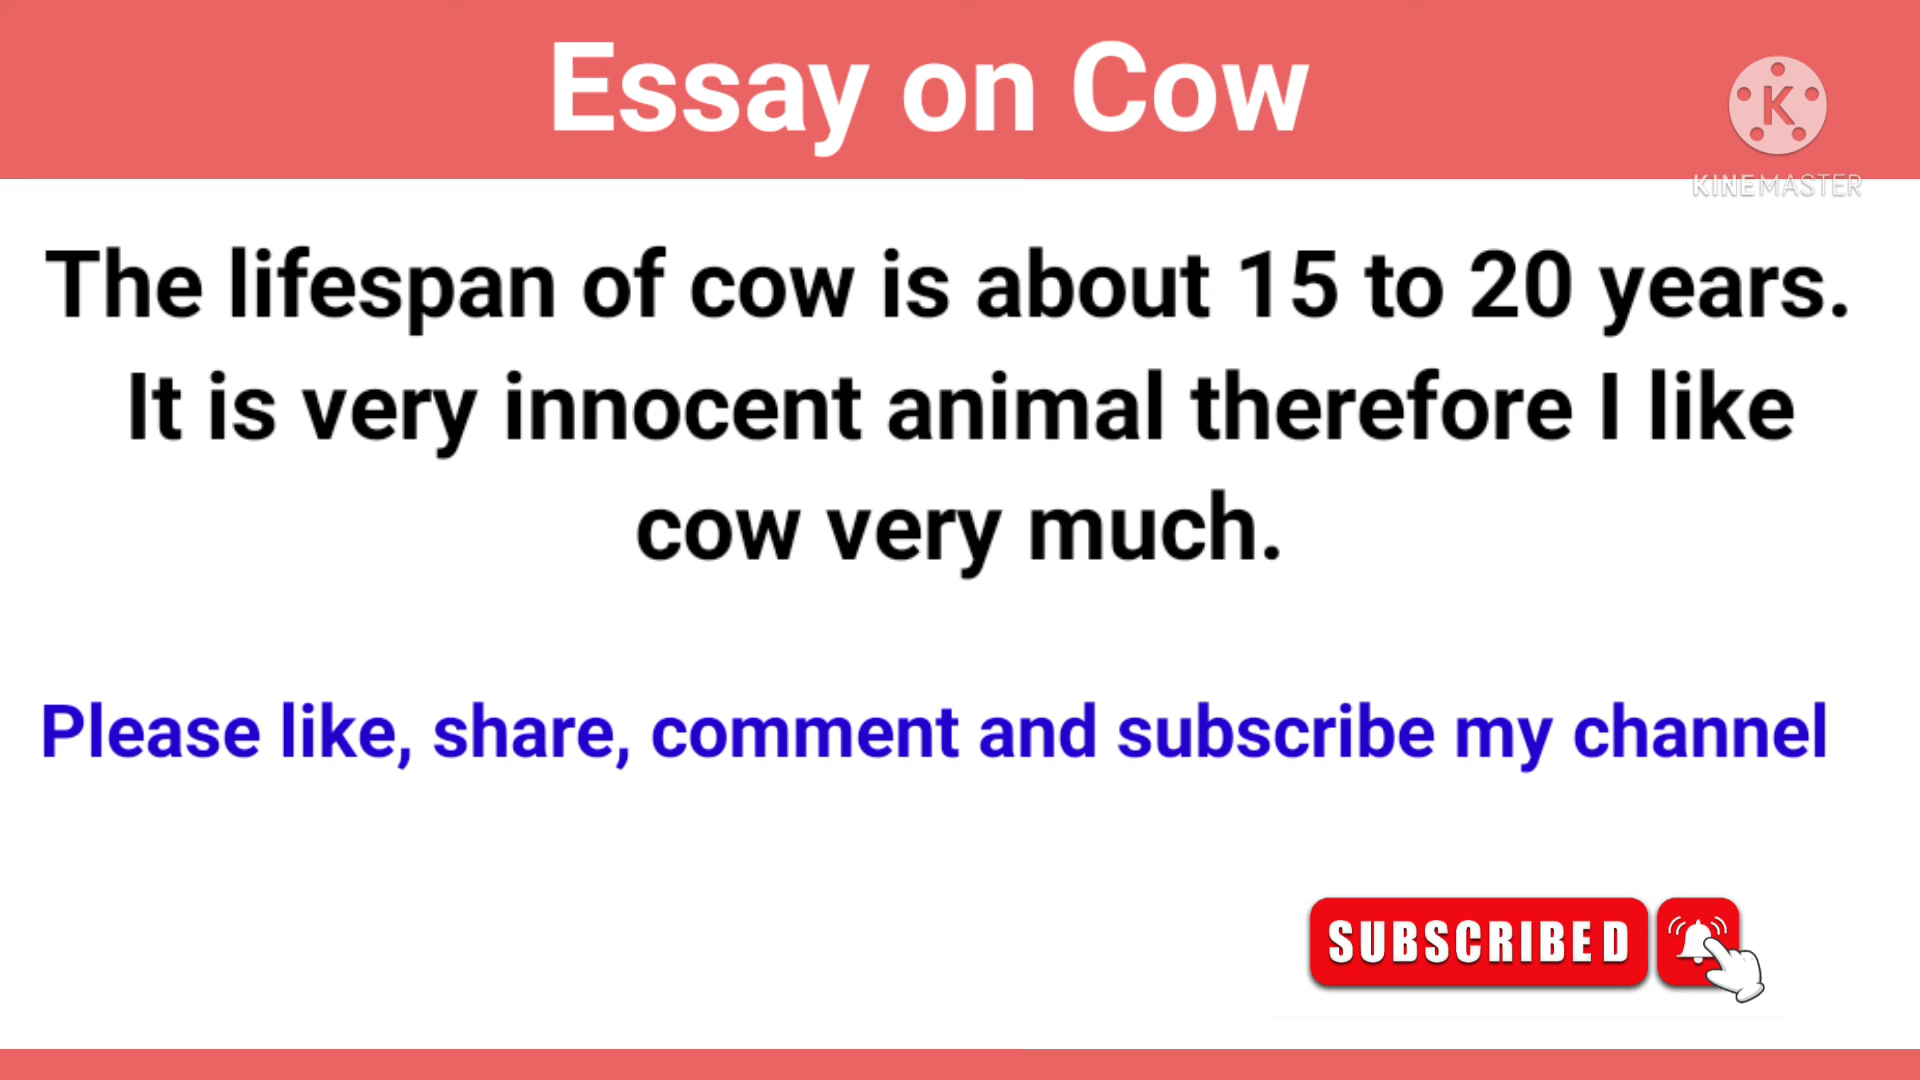 Essay on Cow
K
KINEMASTER
The lifespan of cow is about 15 to 20 years.
It is very innocent animal therefore I like
cow very much.
Please like, share, comment and subscribe my channel
SUBSCRIBED